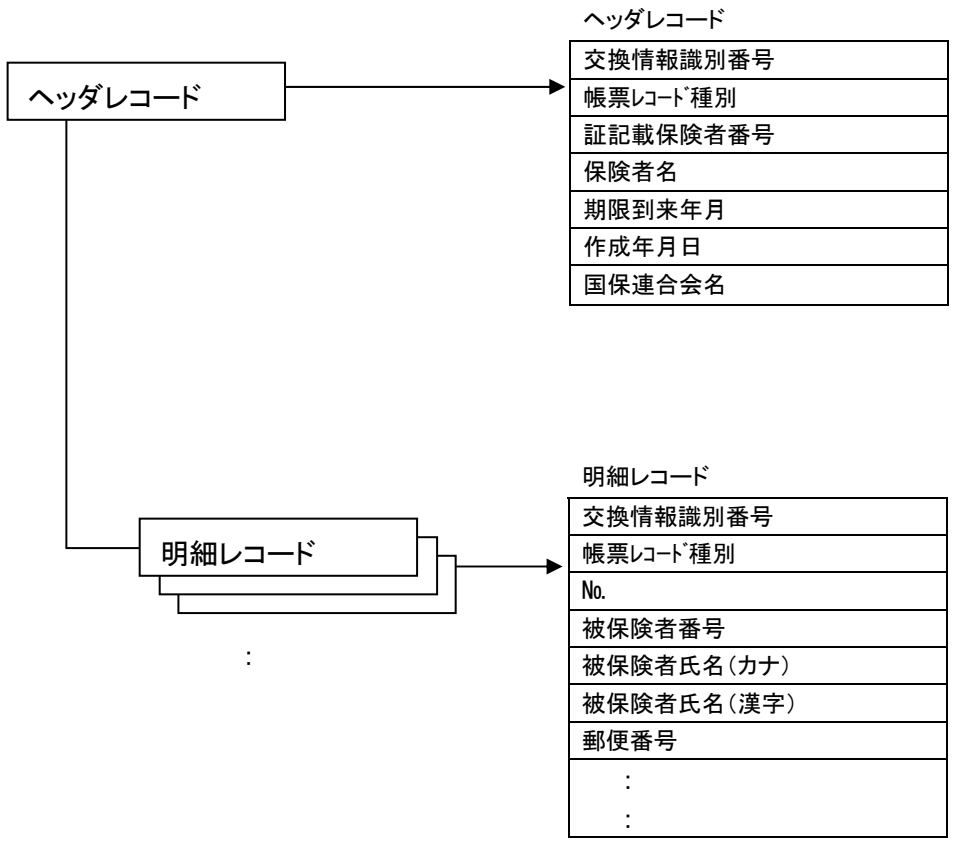 ヘッダレコード
ヘッダレコード
交換情報識別番号
帳票ﾚｺｰﾄﾞ種別
証記載保険者番号
保険者名
期限到来年月
作成年月日
国保連合会名
明細レコード
:
明細レコード
交換情報識別番号
帳票ﾚｺｰﾄﾞ種別
№
被保険者番号
被保険者氏名（カナ）
被保険者氏名（漢字）
郵便番号
:
: